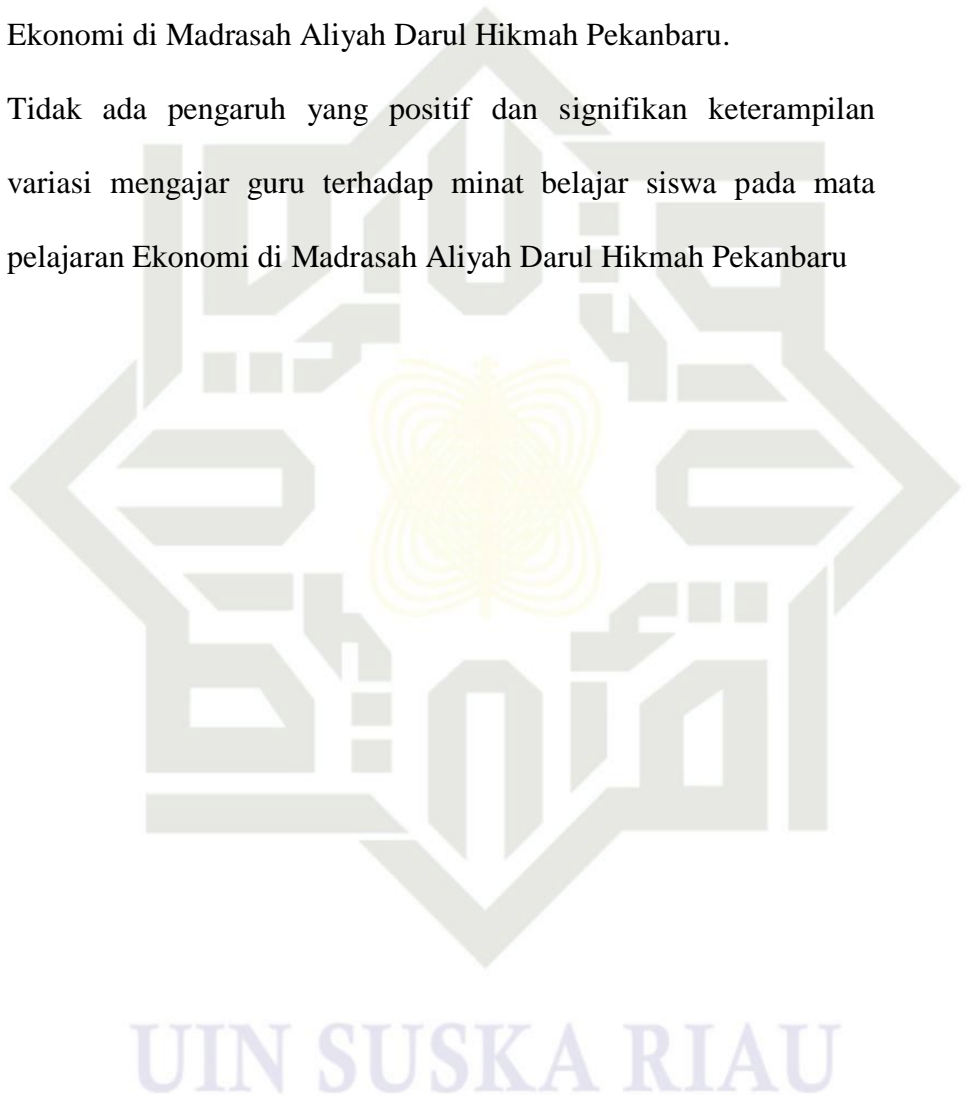 Ekonomi di Madrasah Aliyah Darul Hikmah Pekanbaru.
Tidak ada pengaruh yang positif dan signifikan keterampilan
variasi mengajar guru terhadap minat belajar siswa pada mata
pelajaran Ekonomi di Madrasah Aliyah Darul Hikmah Pekanbaru
UIN SUSKA RIAU